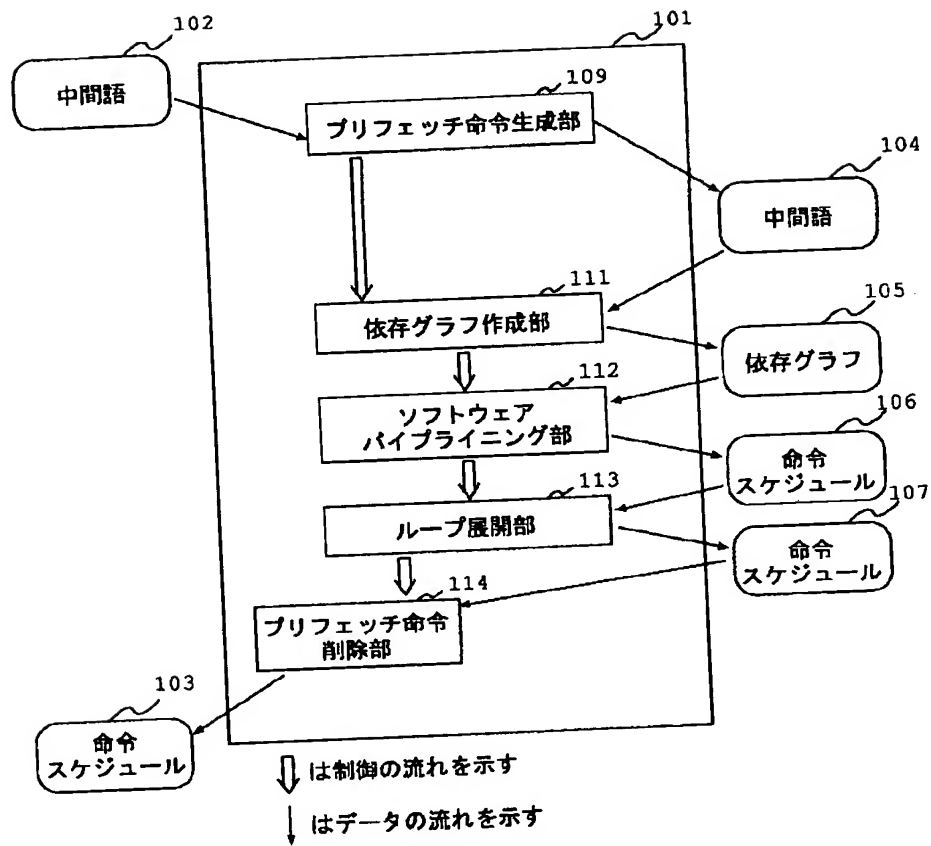 102
101
中間語
109
プリフェッチ命令生成部
104
中間語
111
依存グラフ作成部
105
依存グラフ
112
ソフトウェア
パイプライニング部
106
命令
スケジュール
113
ループ展開部
107
命令
スケジュール
114
プリフェッチ命令
削除部
103
命令
スケジュール
は制御の流れを示す
はデータの流れを示す